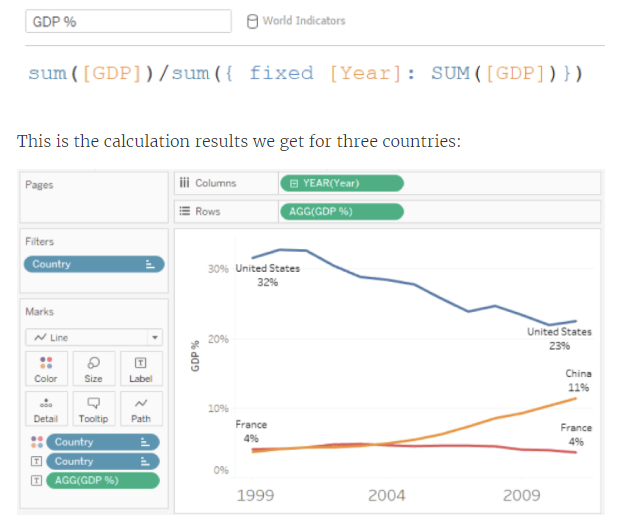 GDP %
World Indicators
sum([GDP])/sum({ fixed [Year]: SUM([GDP])})
This is the calculation results we get for three countries:
Pages
Columns
YEAR(Year)
Rows
AGG(GDP %)
Filters
Country
Marks
Line
Color
Size
Label
Detail
Tooltip
Path
Country
Country
AGG(GDP %)
GDP %
30%
20%
10%
0%
United States
32%
United States
23%
China
11%
France
4%
France
4%
1999
2004
2009